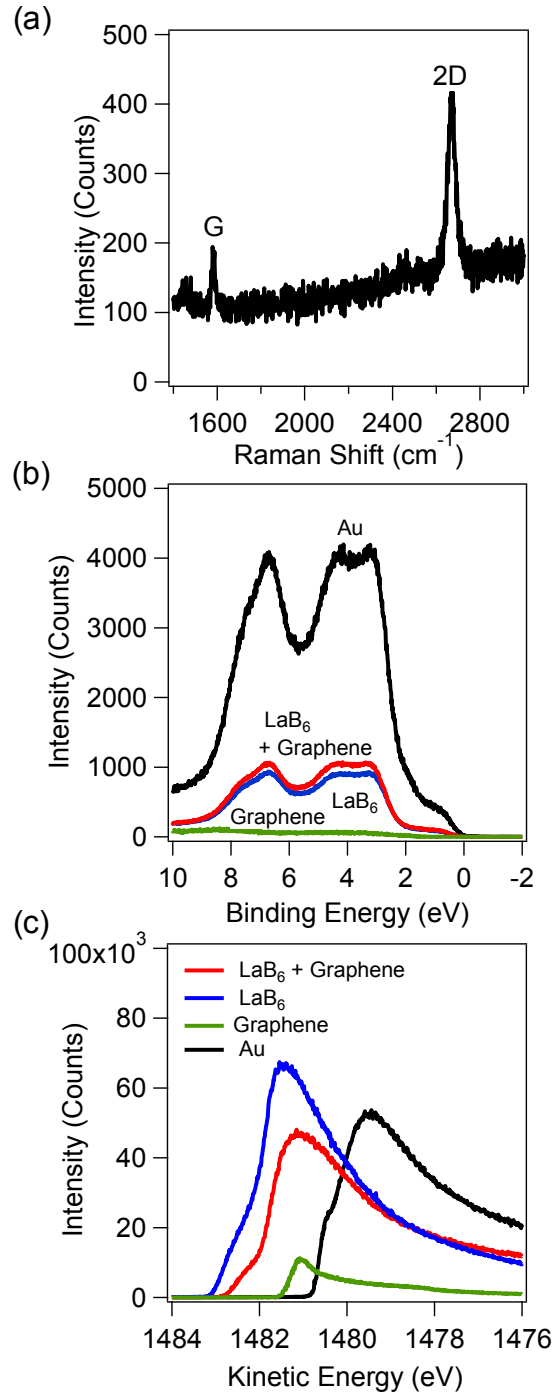 (a)
500
400
300
200
100
0
Intensity (Counts)
G
2D
1600
2000
2400
2800
Raman Shift (cm⁻¹)
(b)
5000
4000
3000
2000
1000
0
Intensity (Counts)
Au
LaB₆
+ Graphene
Graphene
LaB₆
10
8
6
4
2
0
-2
Binding Energy (eV)
(c)
100x10³
80
60
40
20
0
Intensity (Counts)
LaB₆ + Graphene
LaB₆
Graphene
Au
1484
1482
1480
1478
1476
Kinetic Energy (eV)